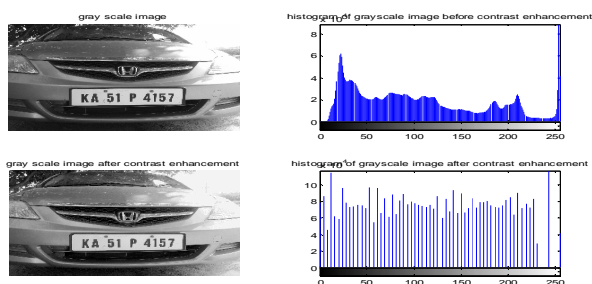 gray scale image
histogram of grayscale image before contrast enhancement
8
6
4
2
0
0 50 100 150 200 250
KA 51 P 4157
gray scale image after contrast enhancement
histogram of grayscale image after contrast enhancement
10
8
6
4
2
0
0 50 100 150 200 250
KA 51 P 4157